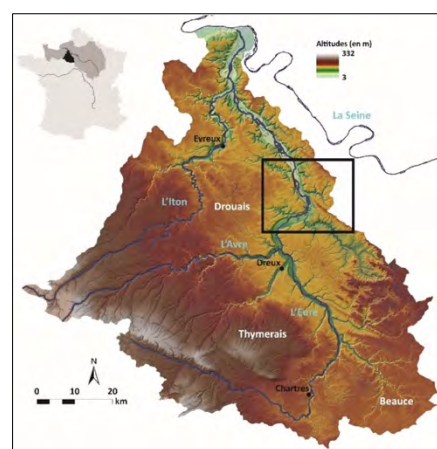 Altitudes (en m)
332
3
La Seine
Evreux
L'Iton
Drouais
L'Avre
Dreux
L'Eure
Thymerais
N
Chartres
Beauce
0 10 20
km